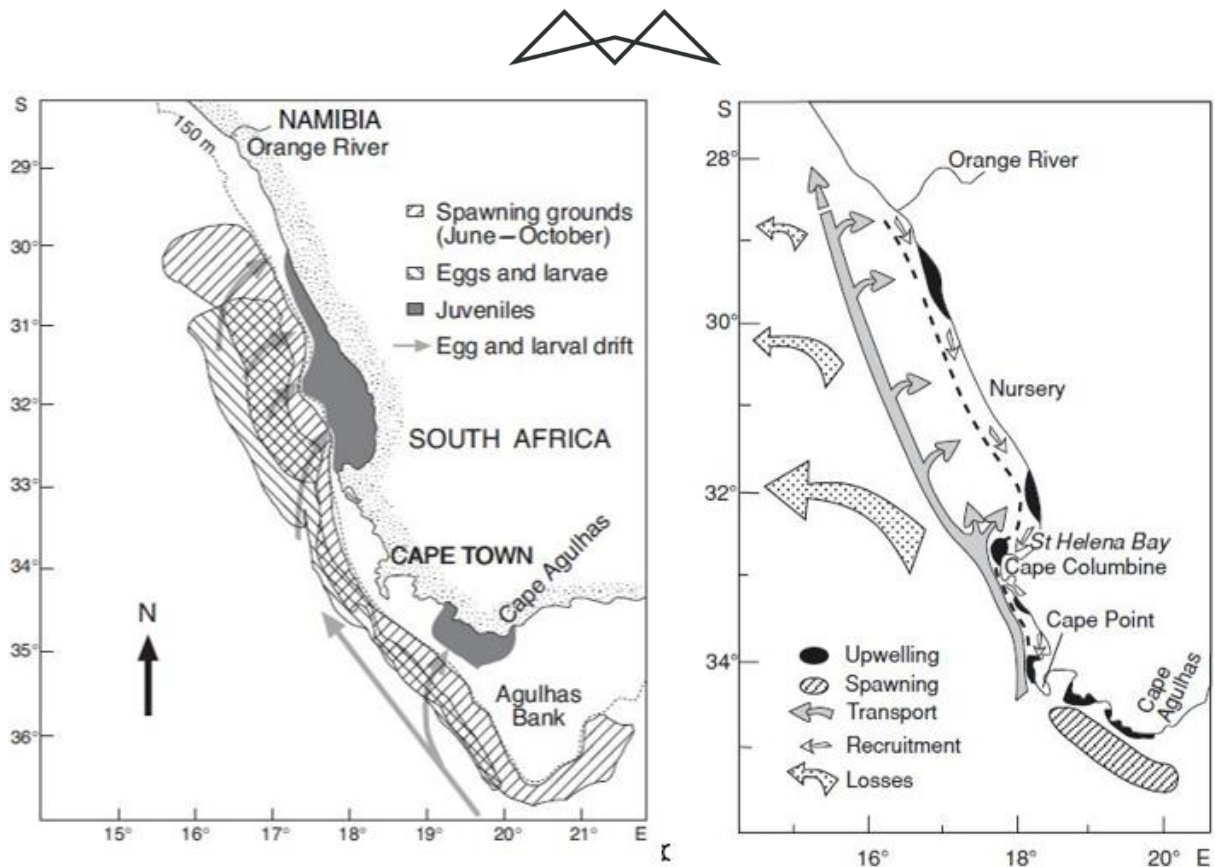 S
NAMIBIA
Orange River
150 m
29°
30°
31°
32°
33°
34°
35°
36°
Spawning grounds
(June–October)
Eggs and larvae
Juveniles
Egg and larval drift
SOUTH AFRICA
CAPE TOWN
Cape Agulhas
N
Agulhas
Bank
15° 16° 17° 18° 19° 20° 21° E
S
28°
30°
32°
34°
Orange River
Nursery
St Helena Bay
Cape Columbine
Cape Point
Cape
Agulhas
Upwelling
Spawning
Transport
Recruitment
Losses
16° 18° 20° E